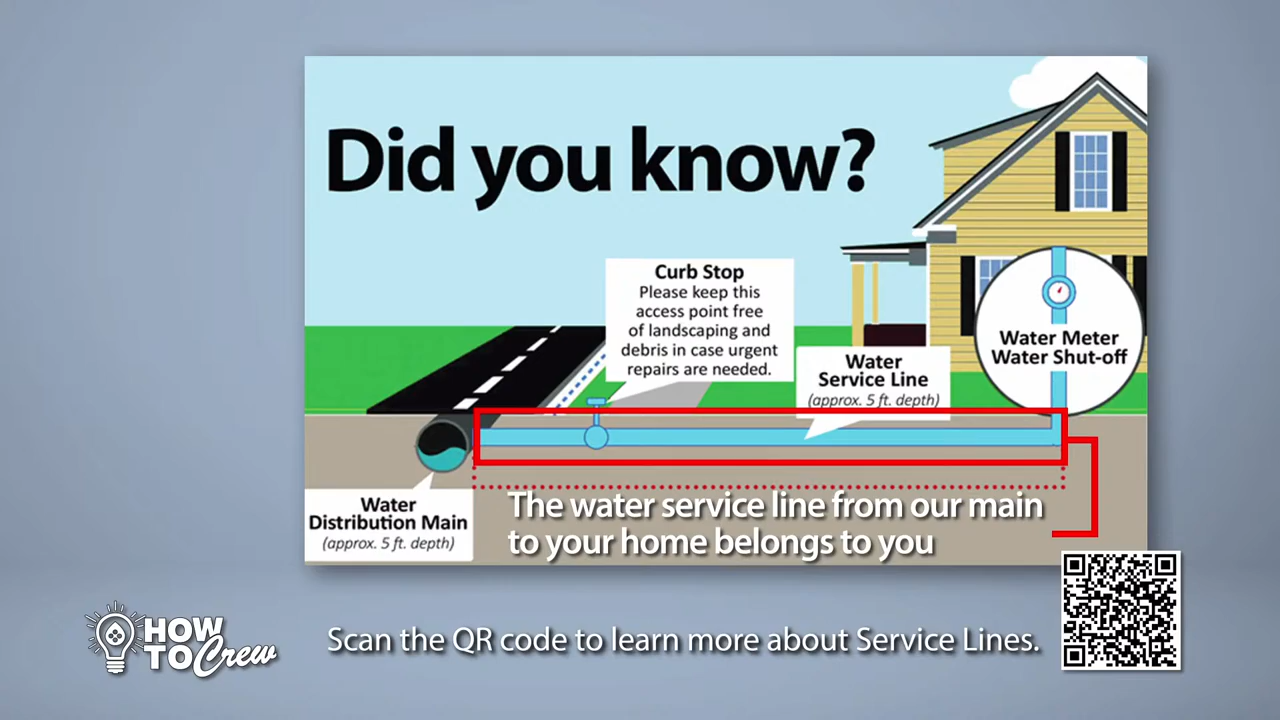 Did you know?
Curb Stop
Please keep this
access point free
of landscaping and
debris in case urgent
repairs are needed.
Water
Service Line
(approx. 5 ft. depth)
Water Meter
Water Shut-off
Water
Distribution Main
(approx. 5 ft. depth)
The water service line from our main
to your home belongs to you
HOW
TO Crew
Scan the QR code to learn more about Service Lines.